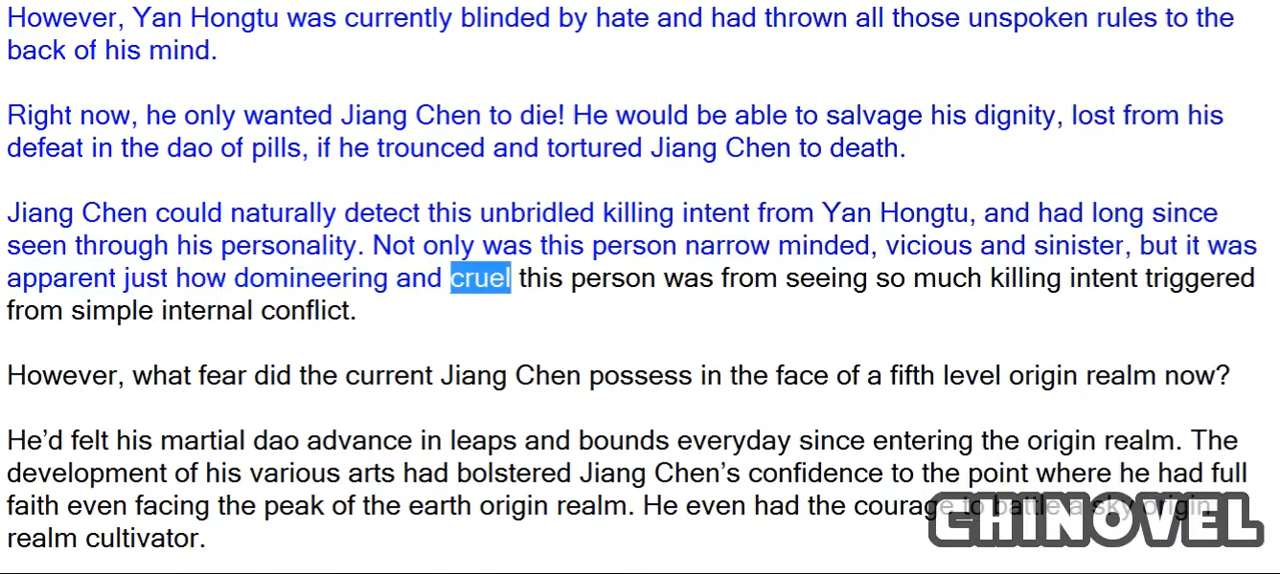 However, Yan Hongtu was currently blinded by hate and had thrown all those unspoken rules to the
back of his mind.
Right now, he only wanted Jiang Chen to die! He would be able to salvage his dignity, lost from his
defeat in the dao of pills, if he trounced and tortured Jiang Chen to death.
Jiang Chen could naturally detect this unbridled killing intent from Yan Hongtu, and had long since
seen through his personality. Not only was this person narrow minded, vicious and sinister, but it was
apparent just how domineering and cruel this person was from seeing so much killing intent triggered
from simple internal conflict.
However, what fear did the current Jiang Chen possess in the face of a fifth level origin realm now?
He’d felt his martial dao advance in leaps and bounds everyday since entering the origin realm. The
development of his various arts had bolstered Jiang Chen’s confidence to the point where he had full
faith even facing the peak of the earth origin realm. He even had the courage to battle a sky origin
realm cultivator.
CHINOVEL